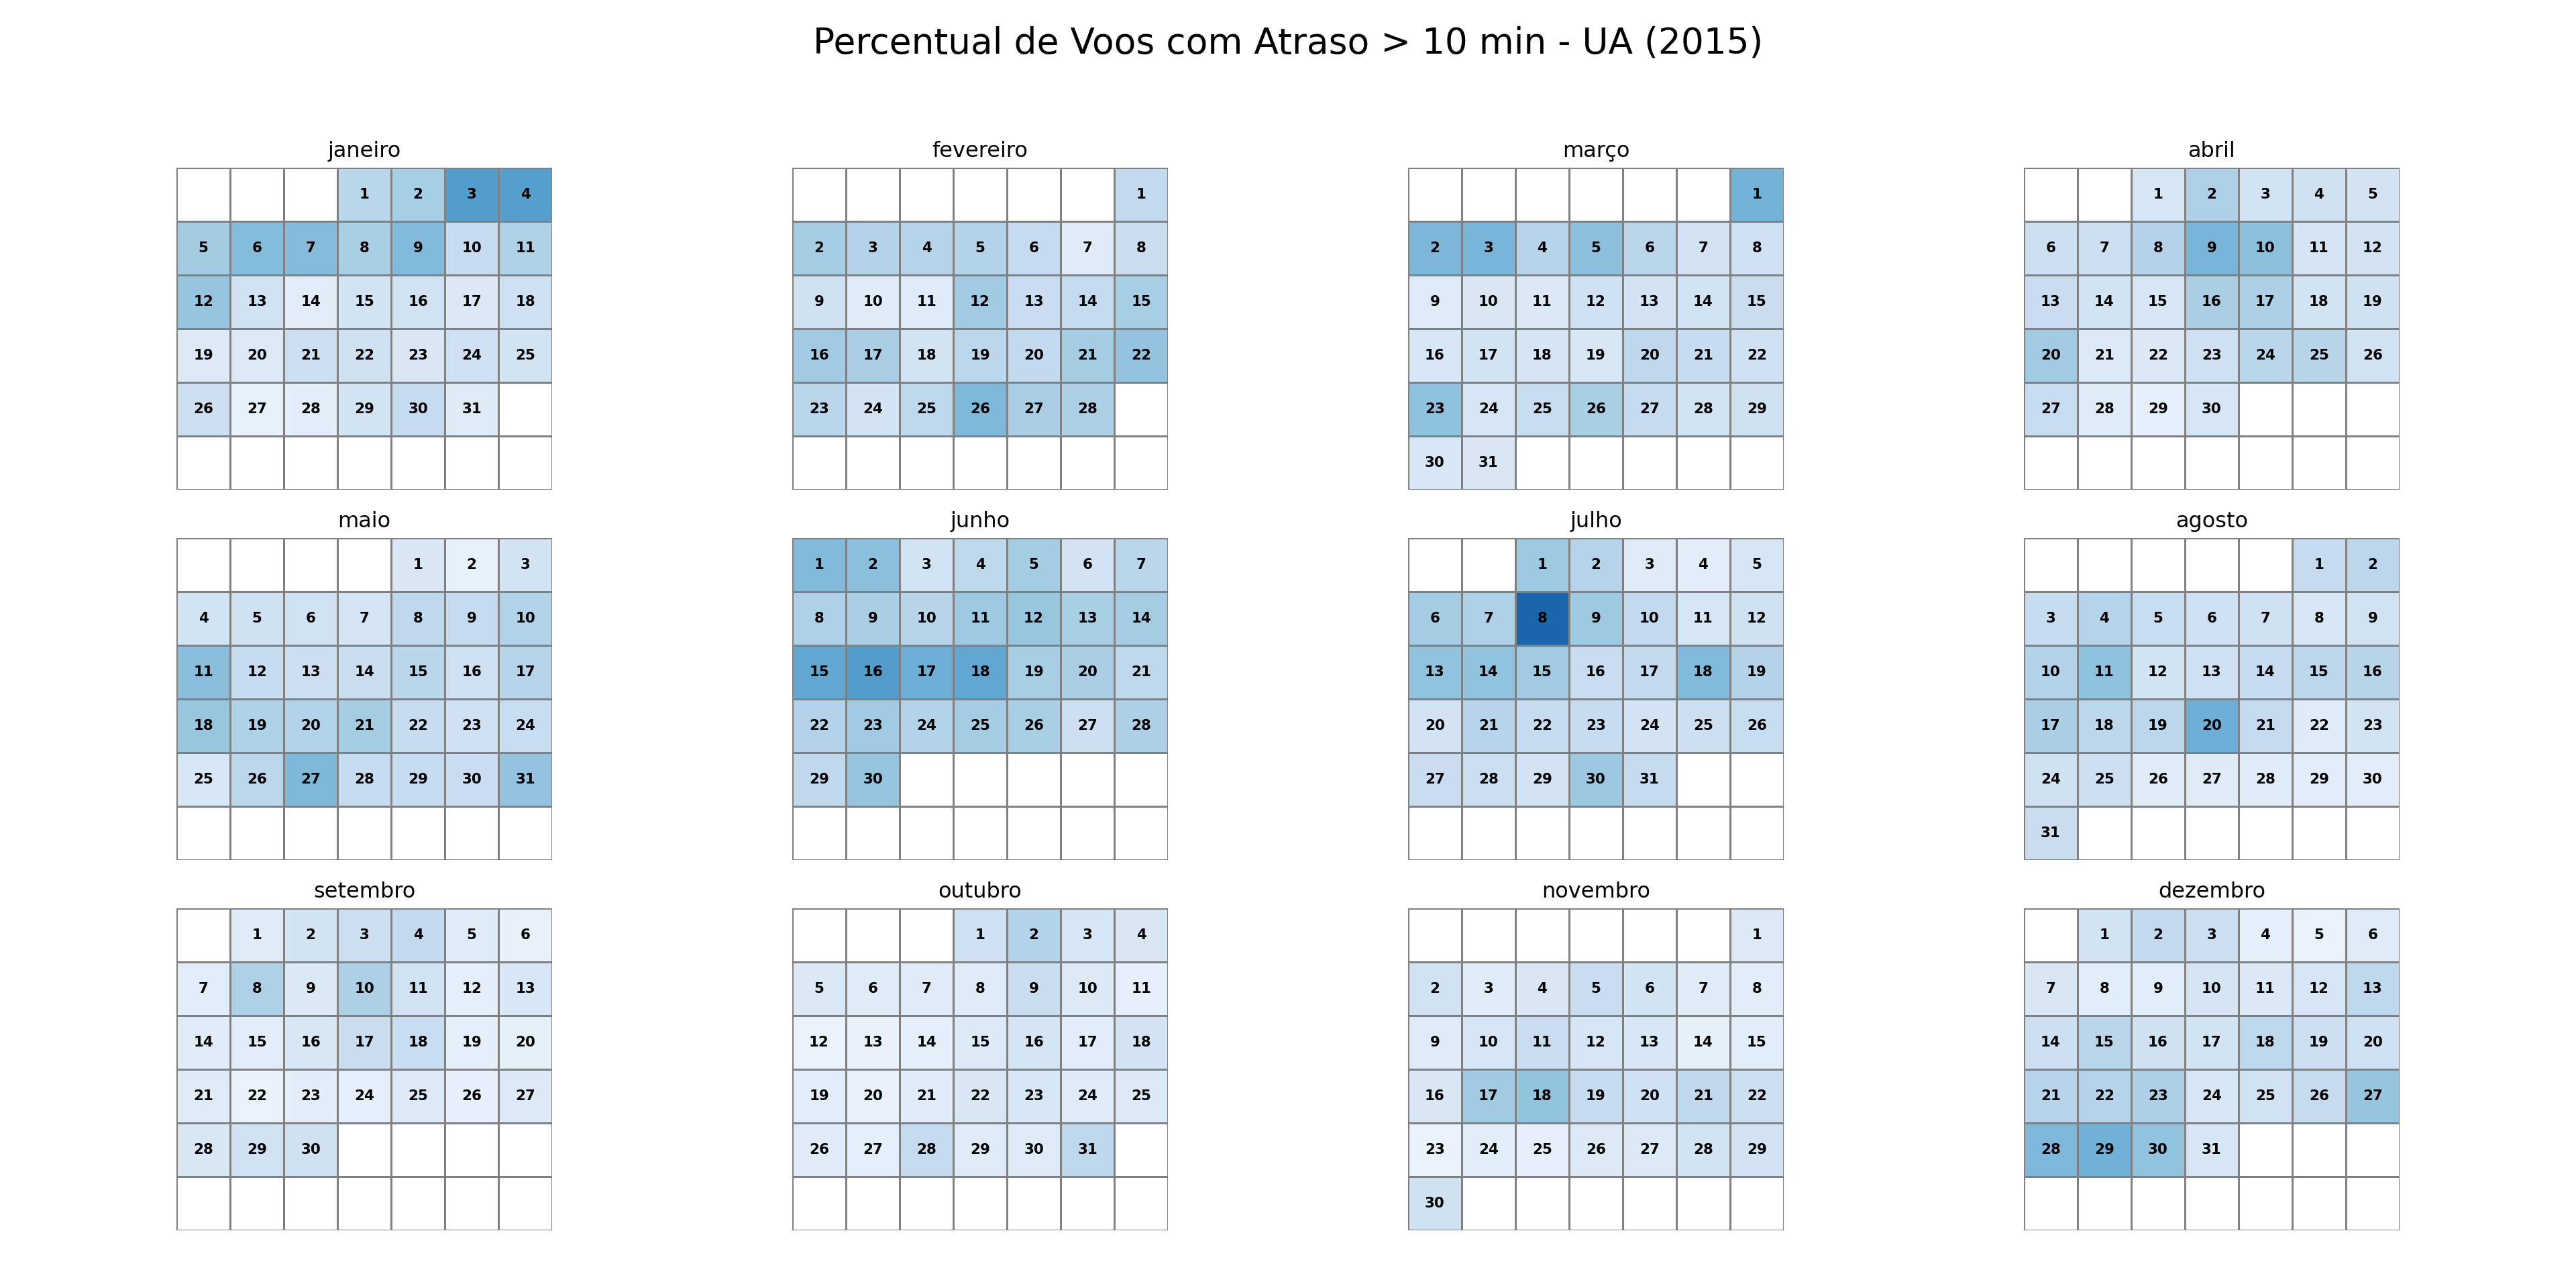 Percentual de Voos com Atraso > 10 min - UA (2015)
janeiro
1 2 3 4
5 6 7 8 9 10 11
12 13 14 15 16 17 18
19 20 21 22 23 24 25
26 27 28 29 30 31
fevereiro
1
2 3 4 5 6 7 8
9 10 11 12 13 14 15
16 17 18 19 20 21 22
23 24 25 26 27 28
março
1
2 3 4 5 6 7 8
9 10 11 12 13 14 15
16 17 18 19 20 21 22
23 24 25 26 27 28 29
30 31
abril
1 2 3 4 5
6 7 8 9 10 11 12
13 14 15 16 17 18 19
20 21 22 23 24 25 26
27 28 29 30
maio
1 2 3
4 5 6 7 8 9 10
11 12 13 14 15 16 17
18 19 20 21 22 23 24
25 26 27 28 29 30 31
junho
1 2 3 4 5 6 7
8 9 10 11 12 13 14
15 16 17 18 19 20 21
22 23 24 25 26 27 28
29 30
julho
1 2 3 4 5
6 7 8 9 10 11 12
13 14 15 16 17 18 19
20 21 22 23 24 25 26
27 28 29 30 31
agosto
1 2
3 4 5 6 7 8 9
10 11 12 13 14 15 16
17 18 19 20 21 22 23
24 25 26 27 28 29 30
31
setembro
1 2 3 4 5 6
7 8 9 10 11 12 13
14 15 16 17 18 19 20
21 22 23 24 25 26 27
28 29 30
outubro
1 2 3 4
5 6 7 8 9 10 11
12 13 14 15 16 17 18
19 20 21 22 23 24 25
26 27 28 29 30 31
novembro
1
2 3 4 5 6 7 8
9 10 11 12 13 14 15
16 17 18 19 20 21 22
23 24 25 26 27 28 29
30
dezembro
1 2 3 4 5 6
7 8 9 10 11 12 13
14 15 16 17 18 19 20
21 22 23 24 25 26 27
28 29 30 31